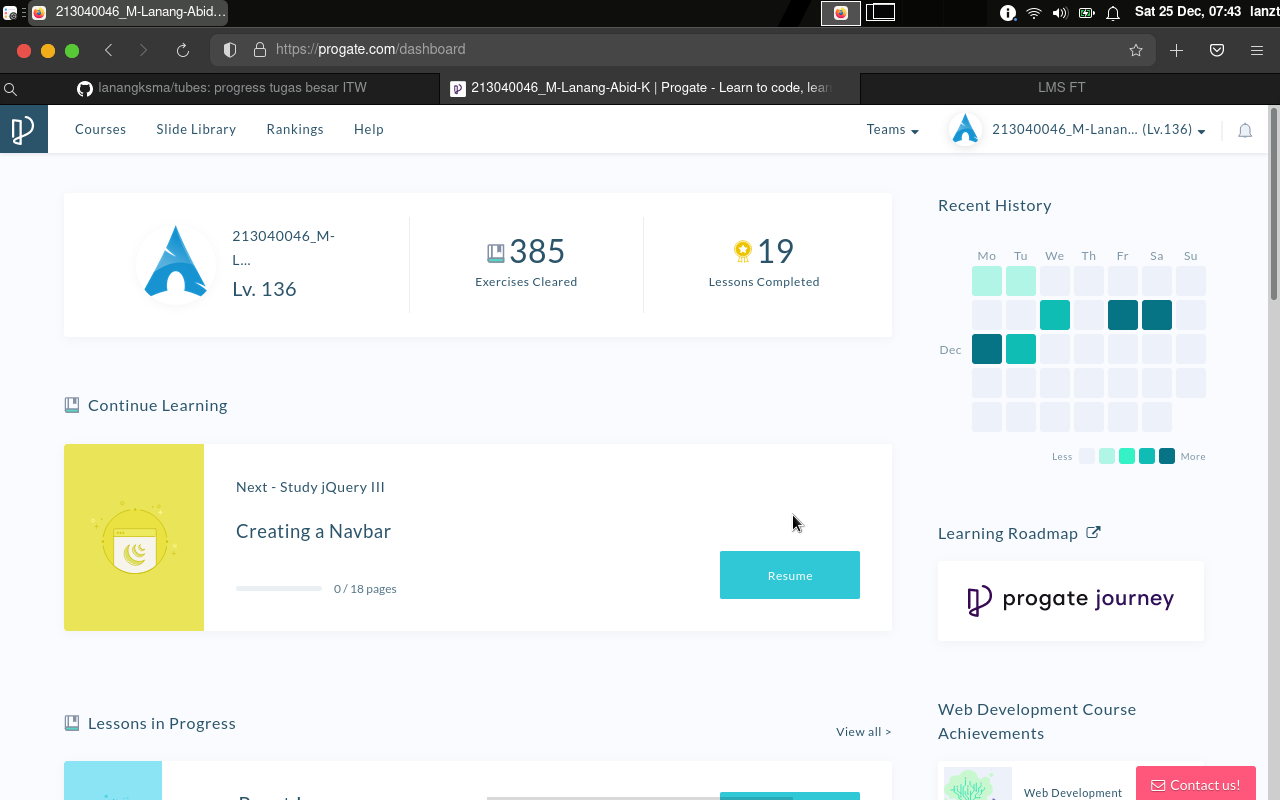 213040046_M-Lanang-Abid…
Sat 25 Dec, 07:43 lanzt
https://progate.com/dashboard
lanangksma/tubes: progress tugas besar ITW
213040046_M-Lanang-Abid-K | Progate - Learn to code, lear
LMS FT
Courses
Slide Library
Rankings
Help
Teams
213040046_M-Lanan... (Lv.136)
213040046_M-
L...
Lv. 136
385
Exercises Cleared
19
Lessons Completed
Recent History
Mo Tu We Th Fr Sa Su
Dec
Less
More
Continue Learning
Next - Study jQuery III
Creating a Navbar
0 / 18 pages
Resume
Learning Roadmap
progate journey
Lessons in Progress
View all >
Web Development Course
Achievements
Web Development
Contact us!